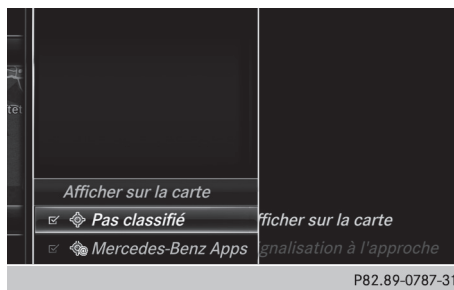 tét
Afficher sur la carte
Pas classifié fficher sur la carte
Mercedes-Benz Apps gnalisation à l'approche
P82.89-0787-31